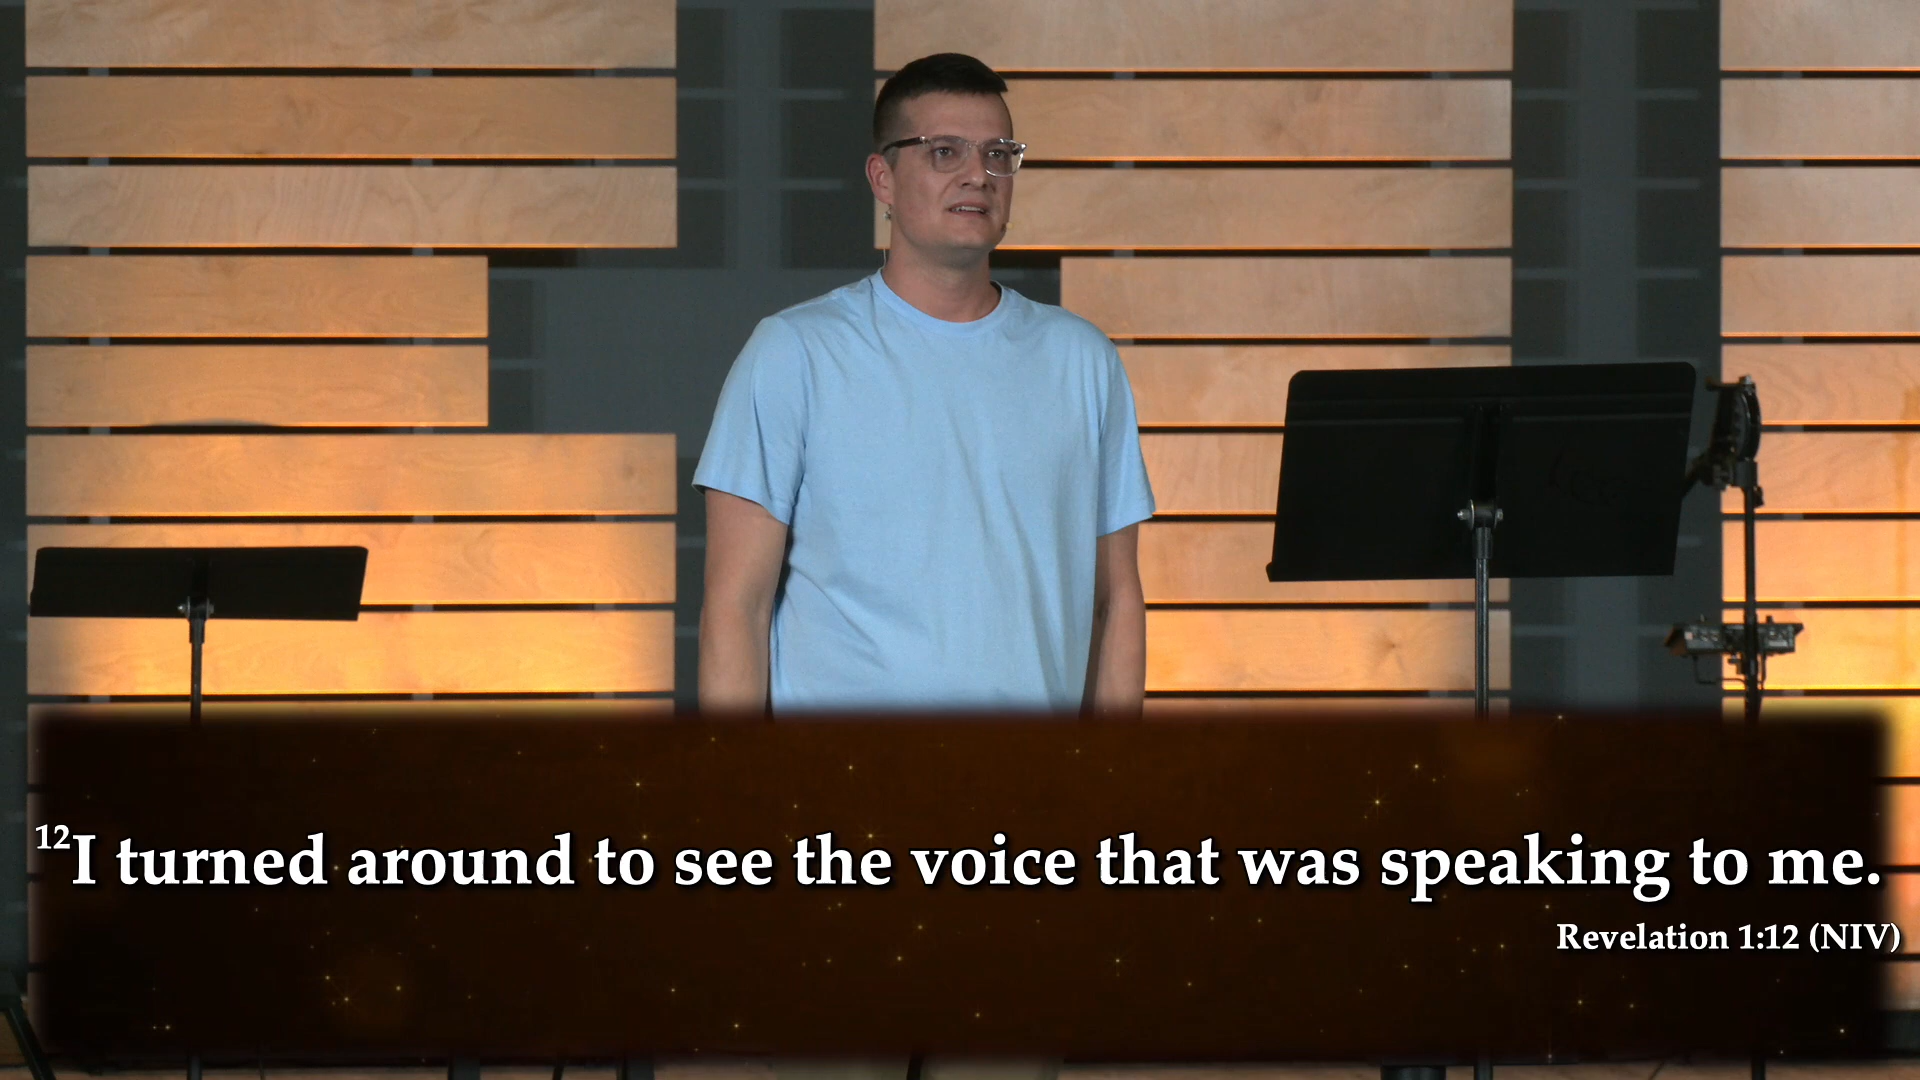 ¹²I turned around to see the voice that was speaking to me.
Revelation 1:12 (NIV)